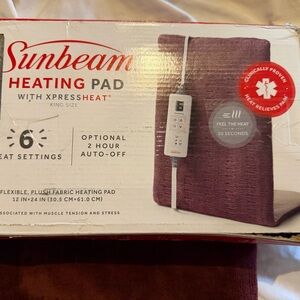 Sunbeam
HEATING PAD
WITH XPRESSHEAT
KING SIZE
CLINICALLY PROVEN
HEAT RELIEVES PAIN
FEEL THE HEAT
30 SECONDS
6
EAT SETTINGS
OPTIONAL
2 HOUR
AUTO-OFF
FLEXIBLE, PLUSH FABRIC HEATING PAD
12 IN×24 IN (30.5 CM×61.0 CM)
ASSOCIATED WITH MUSCLE TENSION AND STRESS